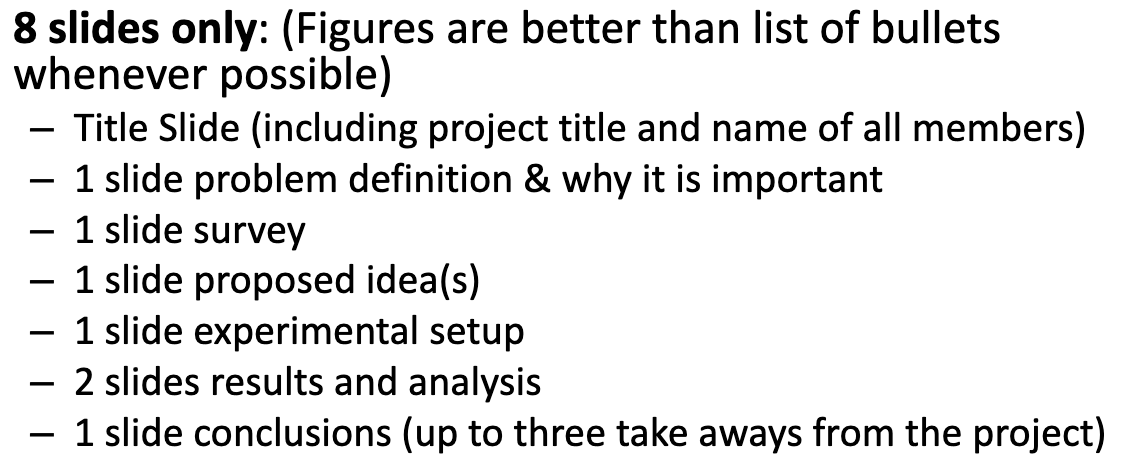 8 slides only: (Figures are better than list of bullets
whenever possible)
– Title Slide (including project title and name of all members)
– 1 slide problem definition & why it is important
– 1 slide survey
– 1 slide proposed idea(s)
– 1 slide experimental setup
– 2 slides results and analysis
– 1 slide conclusions (up to three take aways from the project)